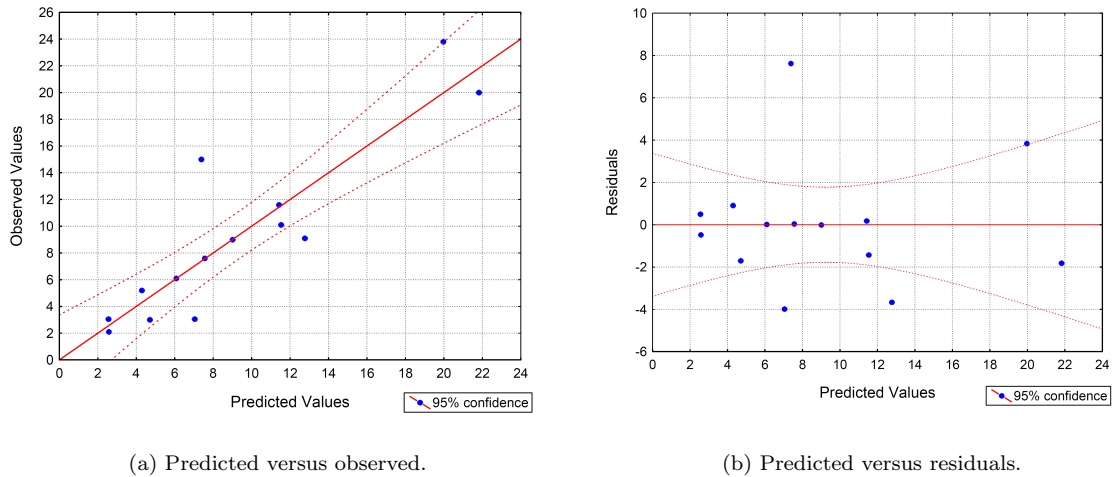 26
24
22
20
18
16
14
12
10
8
6
4
2
0
Observed Values
0 2 4 6 8 10 12 14 16 18 20 22 24
Predicted Values
95% confidence
(a) Predicted versus observed.
10
8
6
4
2
0
-2
-4
-6
Residuals
0 2 4 6 8 10 12 14 16 18 20 22 24
Predicted Values
95% confidence
(b) Predicted versus residuals.